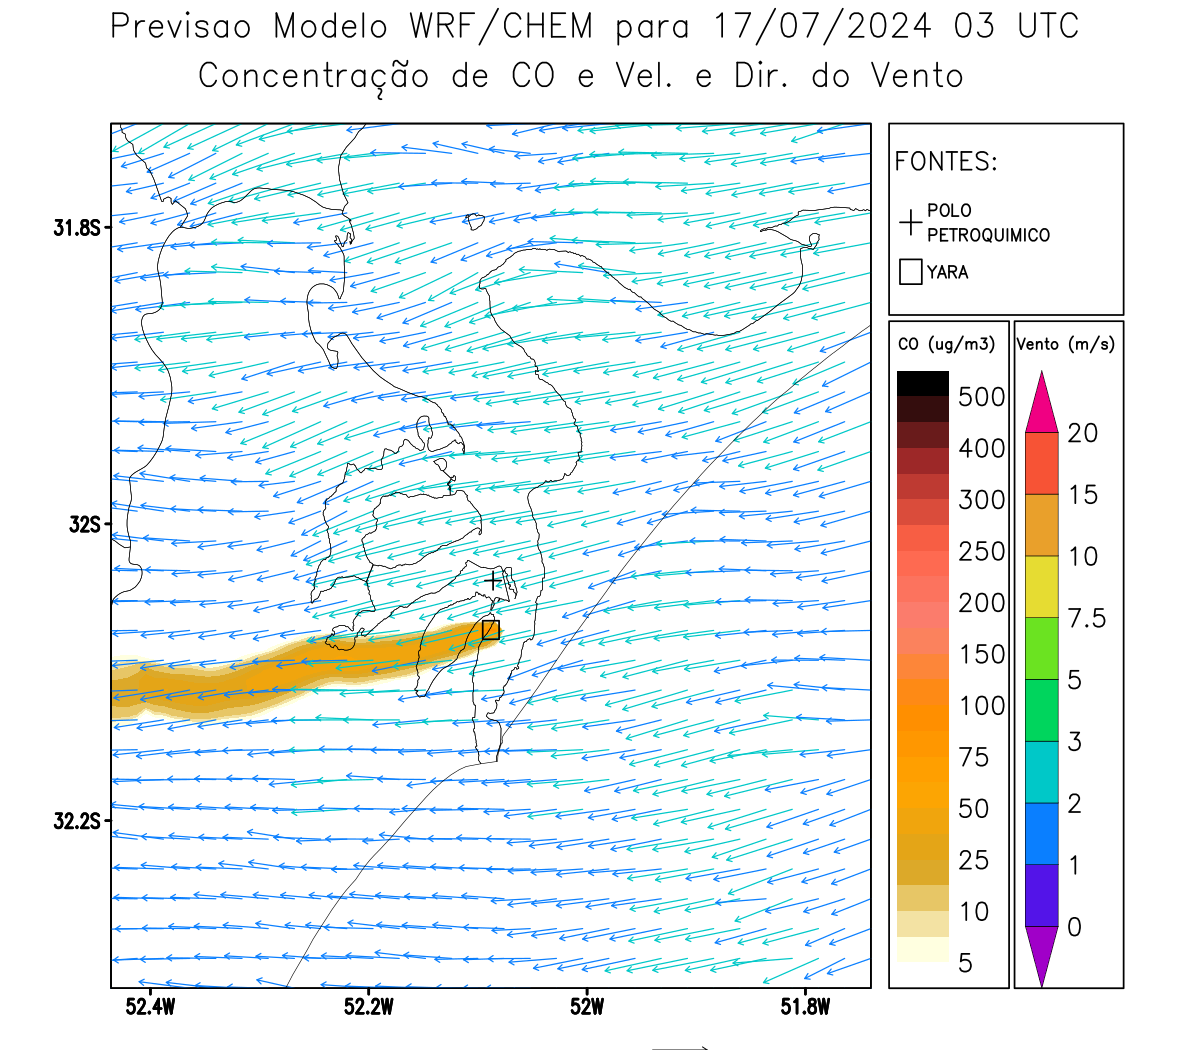 Previsao Modelo WRF/CHEM para 17/07/2024 03 UTC
Concentração de CO e Vel. e Dir. do Vento
FONTES:
POLO
PETROQUIMICO
YARA
CO (ug/m3)
500
400
300
250
200
150
100
75
50
25
10
5
Vento (m/s)
20
15
10
7.5
5
3
2
1
0
31.8S
32S
32.2S
52.4W
52.2W
52W
51.8W